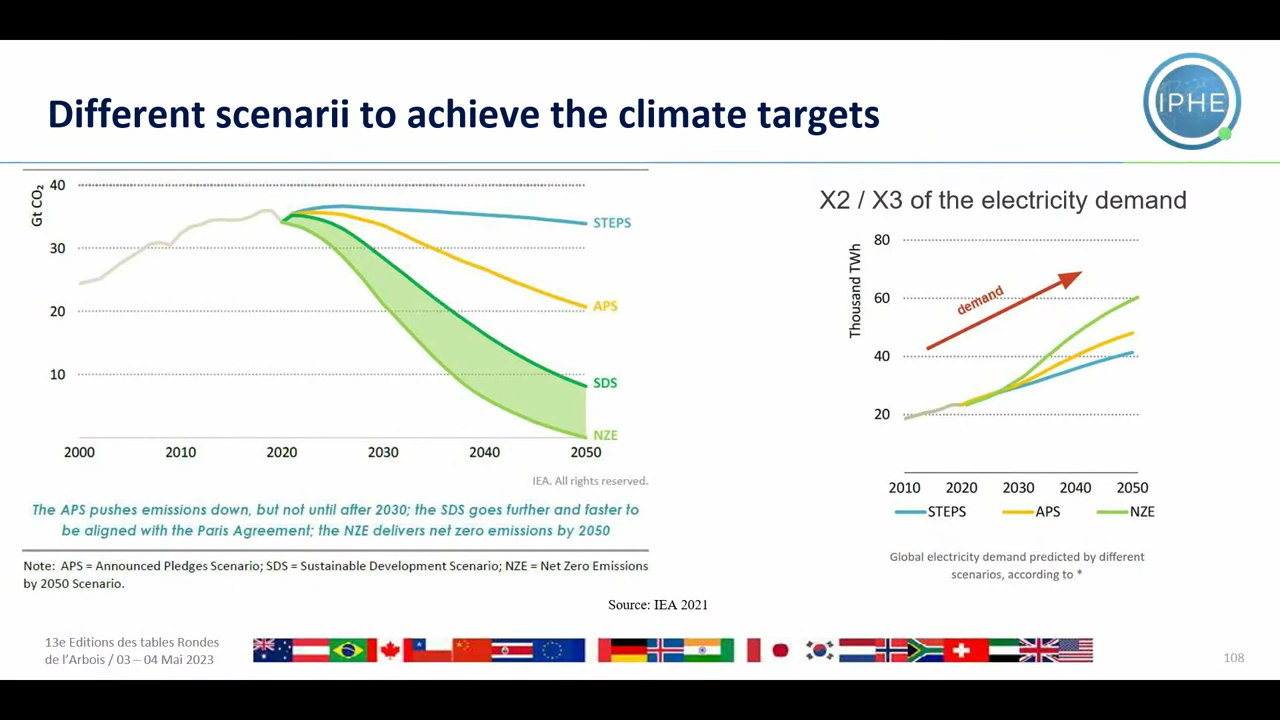 Different scenarii to achieve the climate targets
IPHE
Gt CO₂
40
30
20
10
STEPS
APS
SDS
NZE
2000 2010 2020 2030 2040 2050
IEA. All rights reserved.
The APS pushes emissions down, but not until after 2030; the SDS goes further and faster to
be aligned with the Paris Agreement; the NZE delivers net zero emissions by 2050
Note: APS = Announced Pledges Scenario; SDS = Sustainable Development Scenario; NZE = Net Zero Emissions
by 2050 Scenario.
X2 / X3 of the electricity demand
Thousand TWh
80
60
40
20
demand
2010 2020 2030 2040 2050
STEPS APS NZE
Global electricity demand predicted by different
scenarios, according to *
Source: IEA 2021
13e Editions des tables Rondes
de l'Arbois / 03 – 04 Mai 2023
108